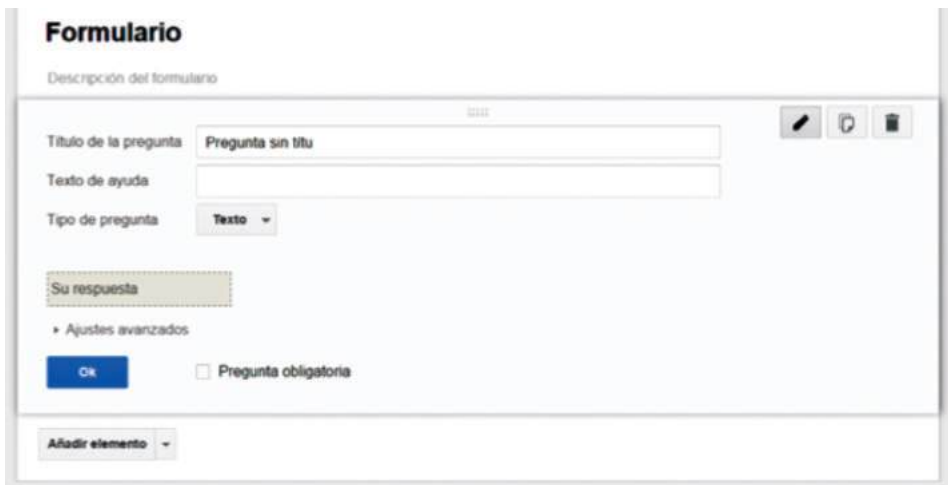 Formulario
Descripción del formulario
Título de la pregunta Pregunta sin titu
Texto de ayuda
Tipo de pregunta Texto
Su respuesta
Ajustes avanzados
Ok Pregunta obligatoria
Añadir elemento